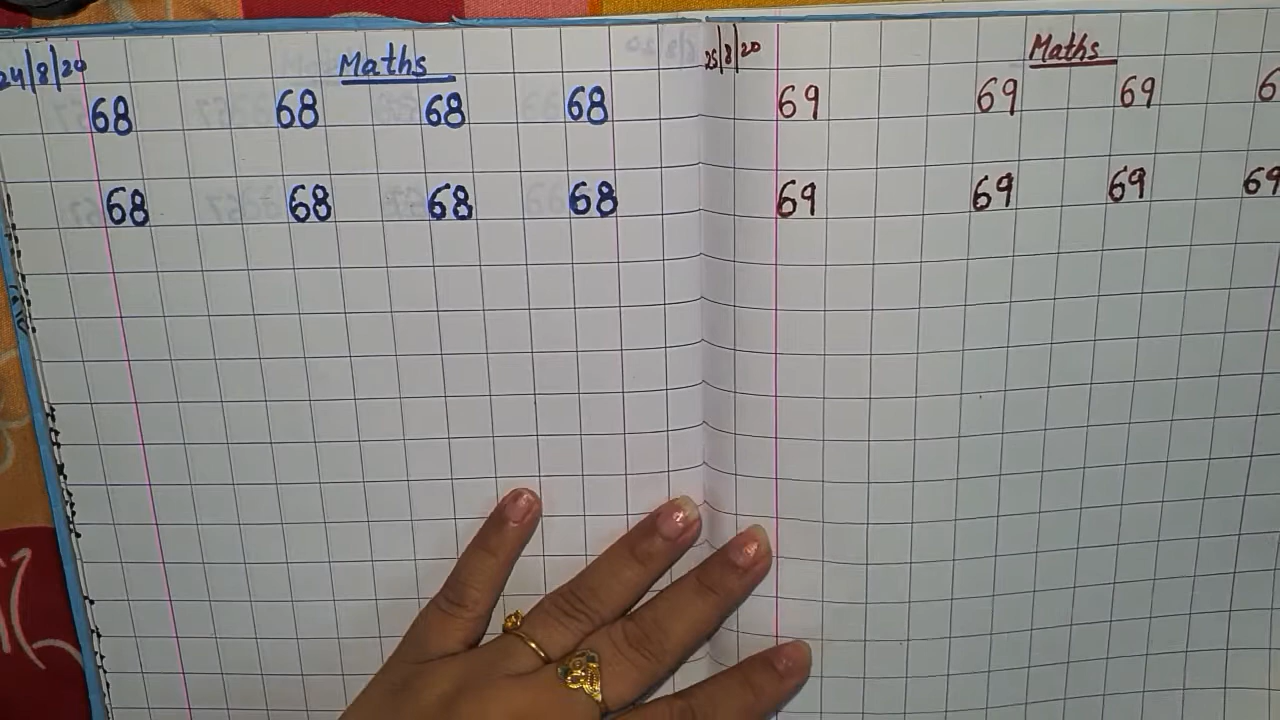 24/8/20 Maths
68 68 68 68
68 68 68 68
25/8/20 Maths
69 69 69 6
69 69 69 69